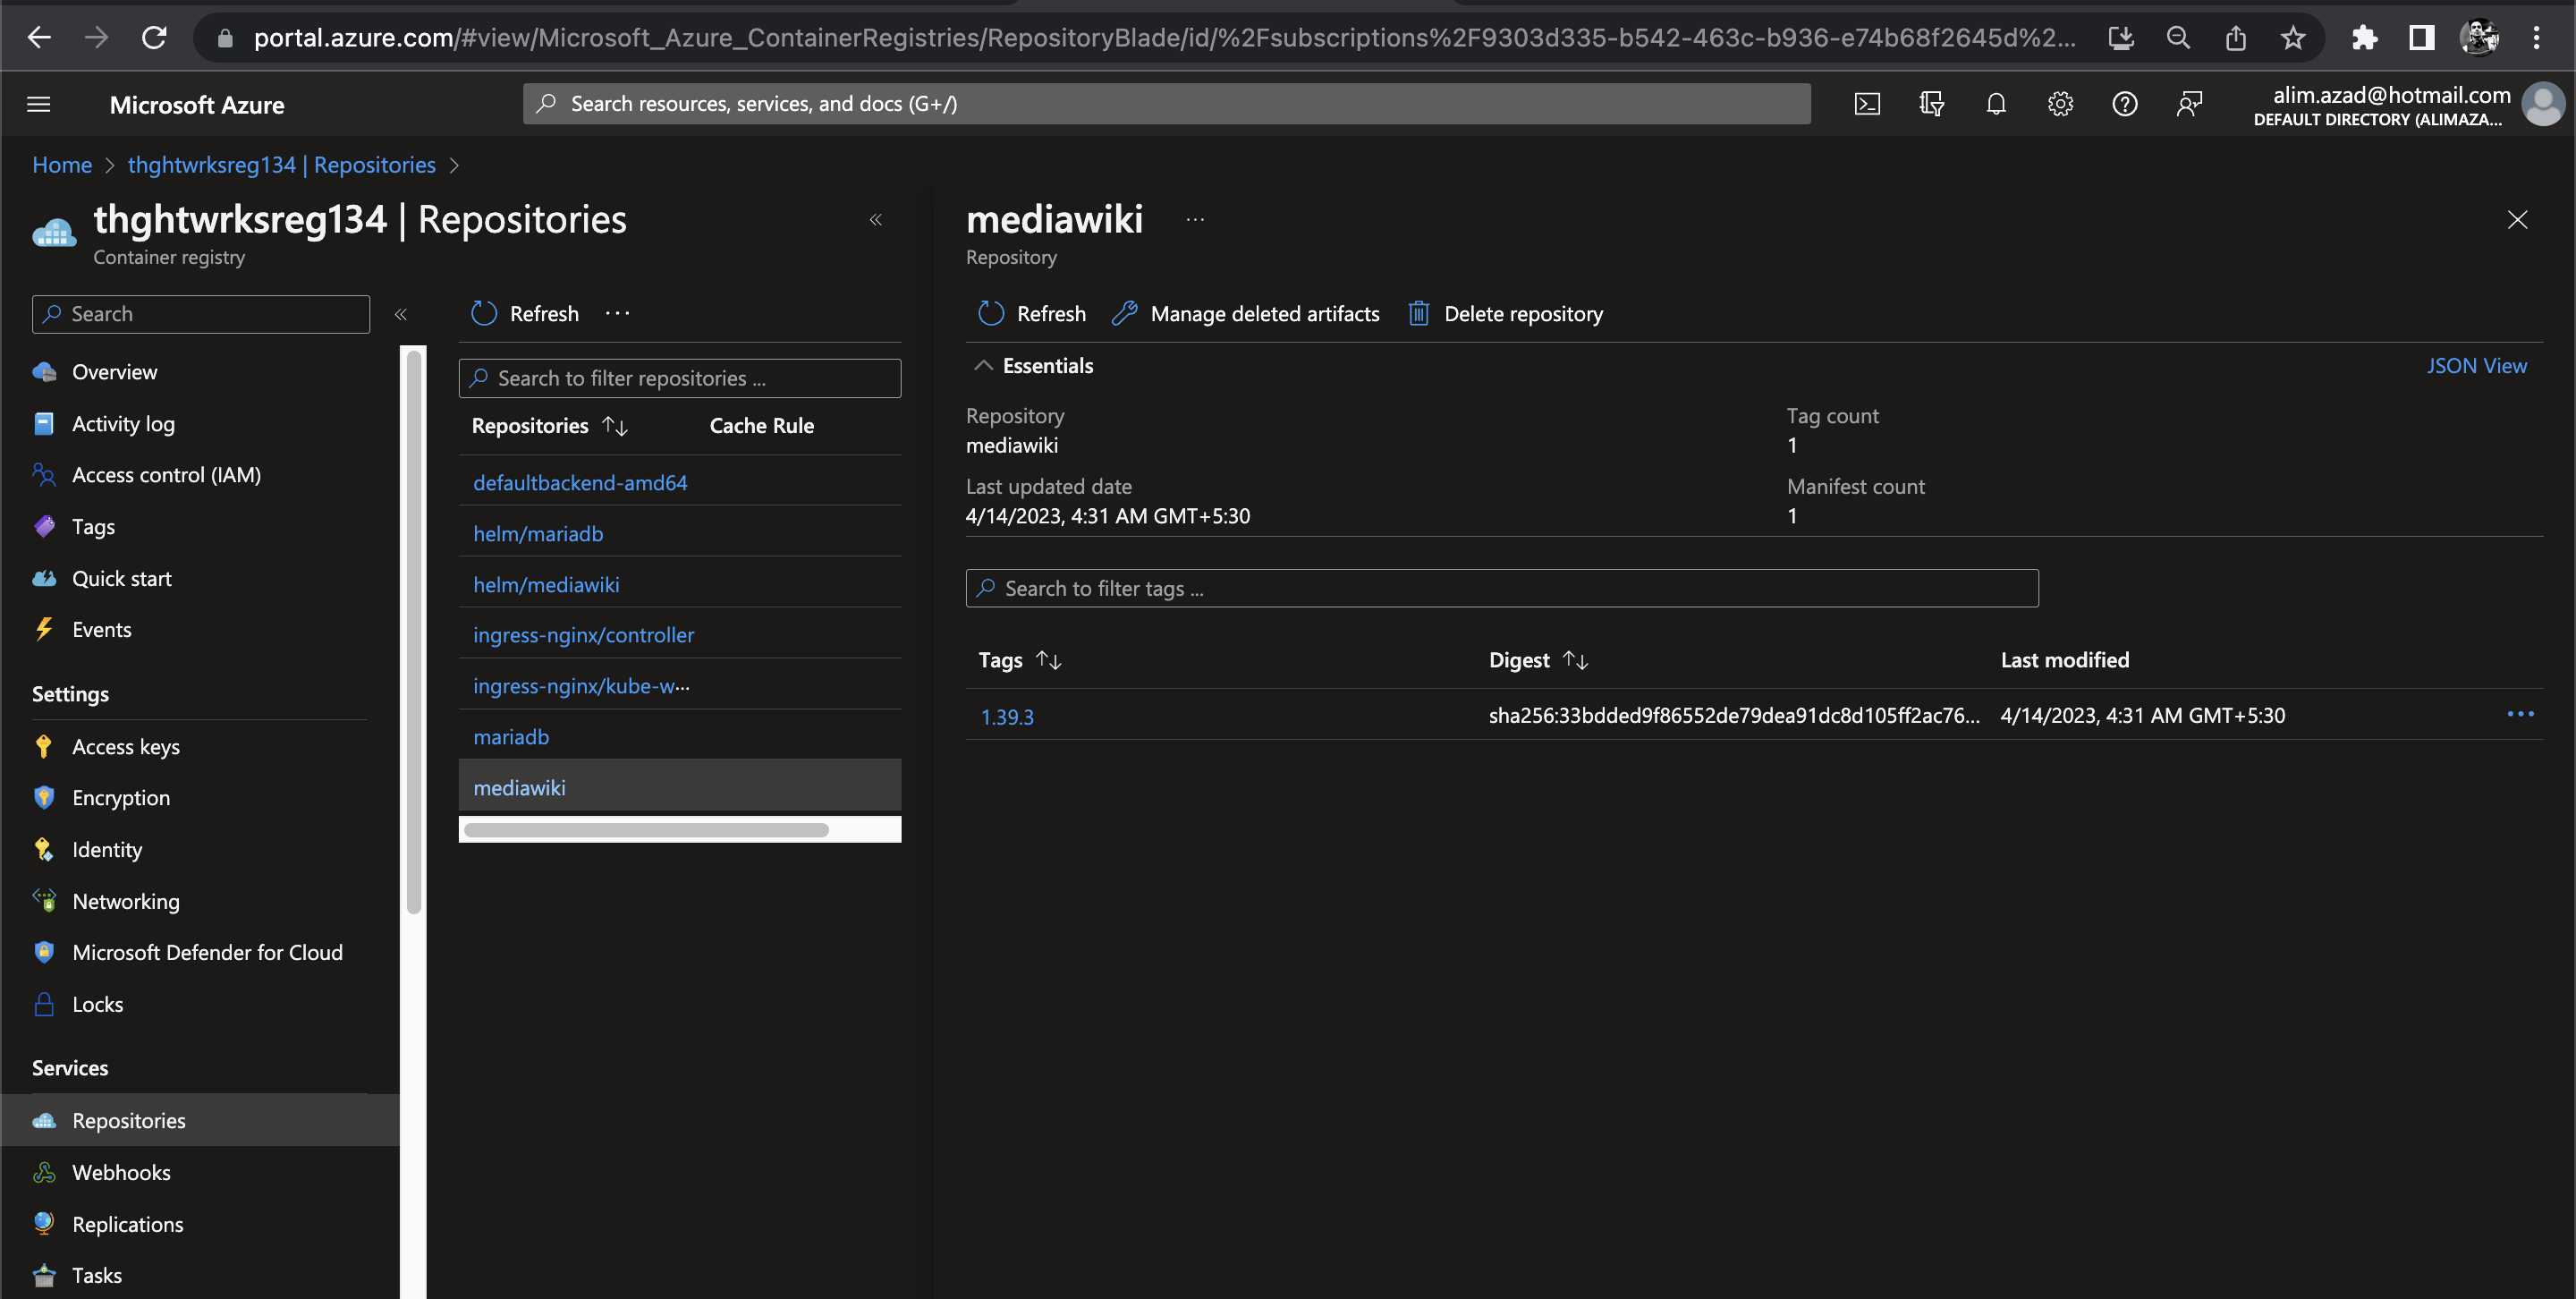 portal.azure.com/#view/Microsoft_Azure_ContainerRegistries/RepositoryBlade/id/%2Fsubscriptions%2F9303d335-b542-463c-b936-e74b68f2645d%2...
Microsoft Azure
Search resources, services, and docs (G+/)
alim.azad@hotmail.com
DEFAULT DIRECTORY (ALIMAZA...
Home > thghtwrksreg134 | Repositories >
thghtwrksreg134 | Repositories
Container registry
Search
Overview
Activity log
Access control (IAM)
Tags
Quick start
Events
Settings
Access keys
Encryption
Identity
Networking
Microsoft Defender for Cloud
Locks
Services
Repositories
Webhooks
Replications
Tasks
Refresh ...
Search to filter repositories ...
Repositories Cache Rule
defaultbackend-amd64
helm/mariadb
helm/mediawiki
ingress-nginx/controller
ingress-nginx/kube-w...
mariadb
mediawiki
mediawiki ...
Repository
Refresh Manage deleted artifacts Delete repository
Essentials JSON View
Repository
mediawiki
Tag count
1
Last updated date
4/14/2023, 4:31 AM GMT+5:30
Manifest count
1
Search to filter tags ...
Tags Digest Last modified
1.39.3 sha256:33bdded9f86552de79dea91dc8d105ff2ac76... 4/14/2023, 4:31 AM GMT+5:30 ...